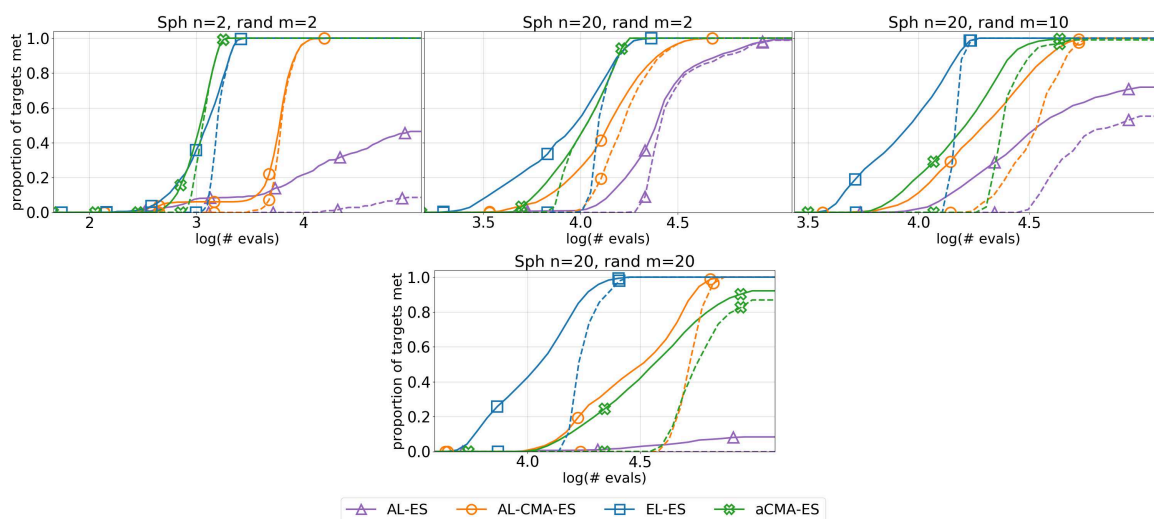 Sph n=2, rand m=2
Sph n=20, rand m=2
Sph n=20, rand m=10
proportion of targets met
1.0
0.8
0.6
0.4
0.2
0.0
2 3 4
3.5 4.0 4.5
3.5 4.0 4.5
log(# evals)
log(# evals)
log(# evals)
Sph n=20, rand m=20
proportion of targets met
1.0
0.8
0.6
0.4
0.2
0.0
4.0 4.5
log(# evals)
AL-ES AL-CMA-ES EL-ES aCMA-ES